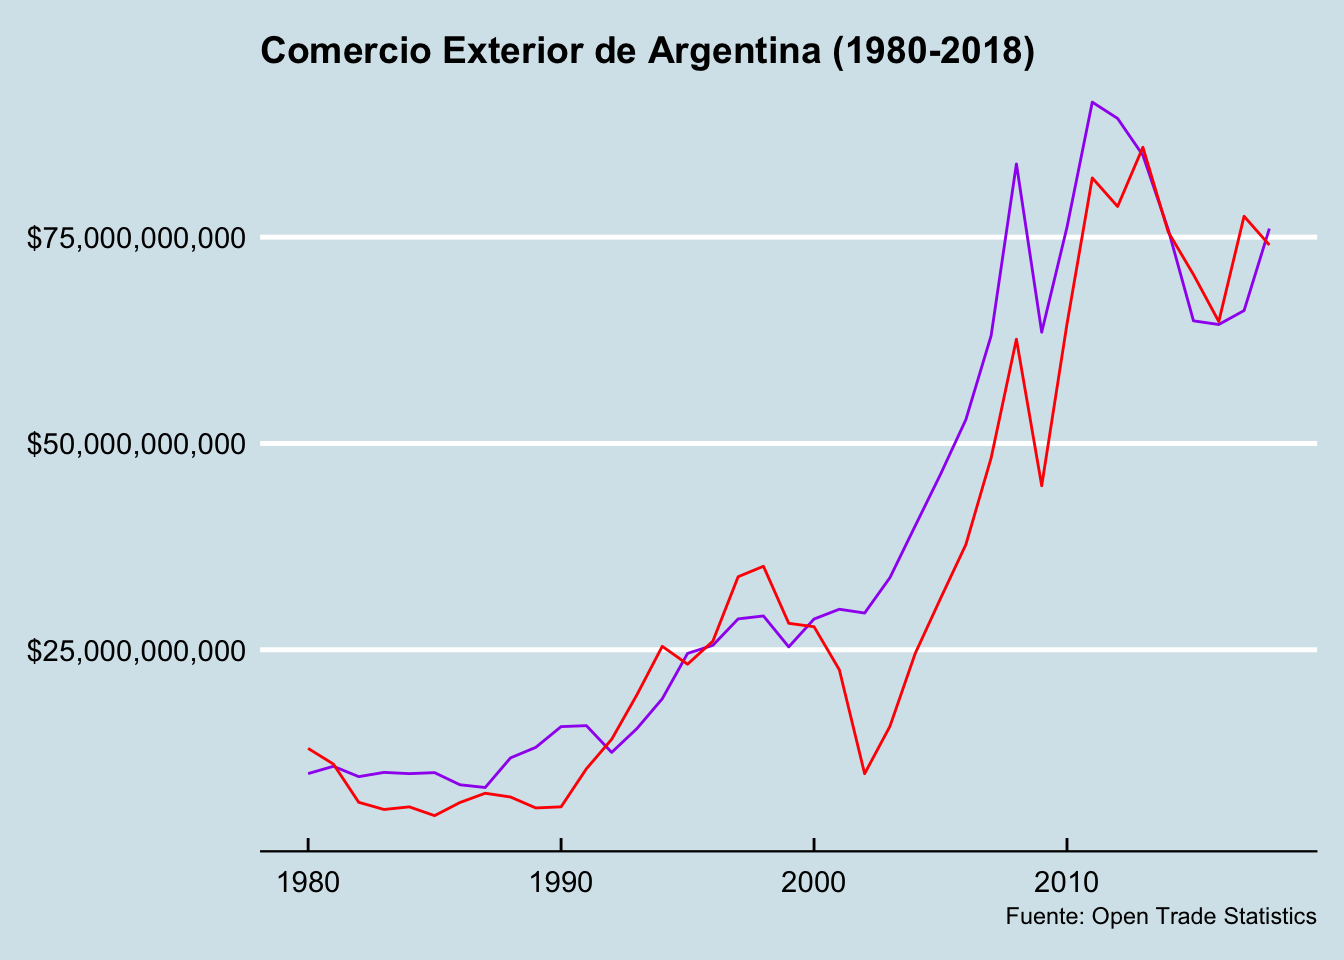 Comercio Exterior de Argentina (1980-2018)
$75,000,000,000
$50,000,000,000
$25,000,000,000
1980 1990 2000 2010
Fuente: Open Trade Statistics